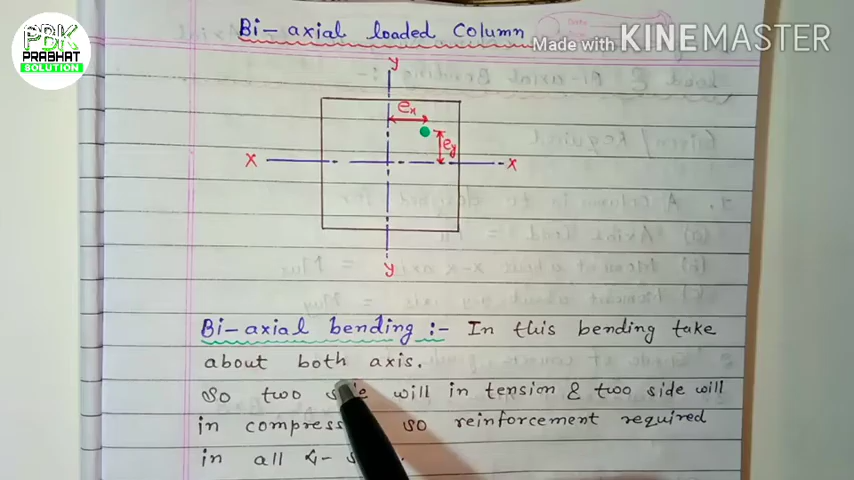 Bi-axial loaded Column
Made with KINEMASTER
PBK
PRABHAT
SOLUTION
y
ex
ey
x
x
y
Bi-axial bending :- In this bending take
about both axis.
So two side will in tension & two side will
in compress so reinforcement required
in all 4-